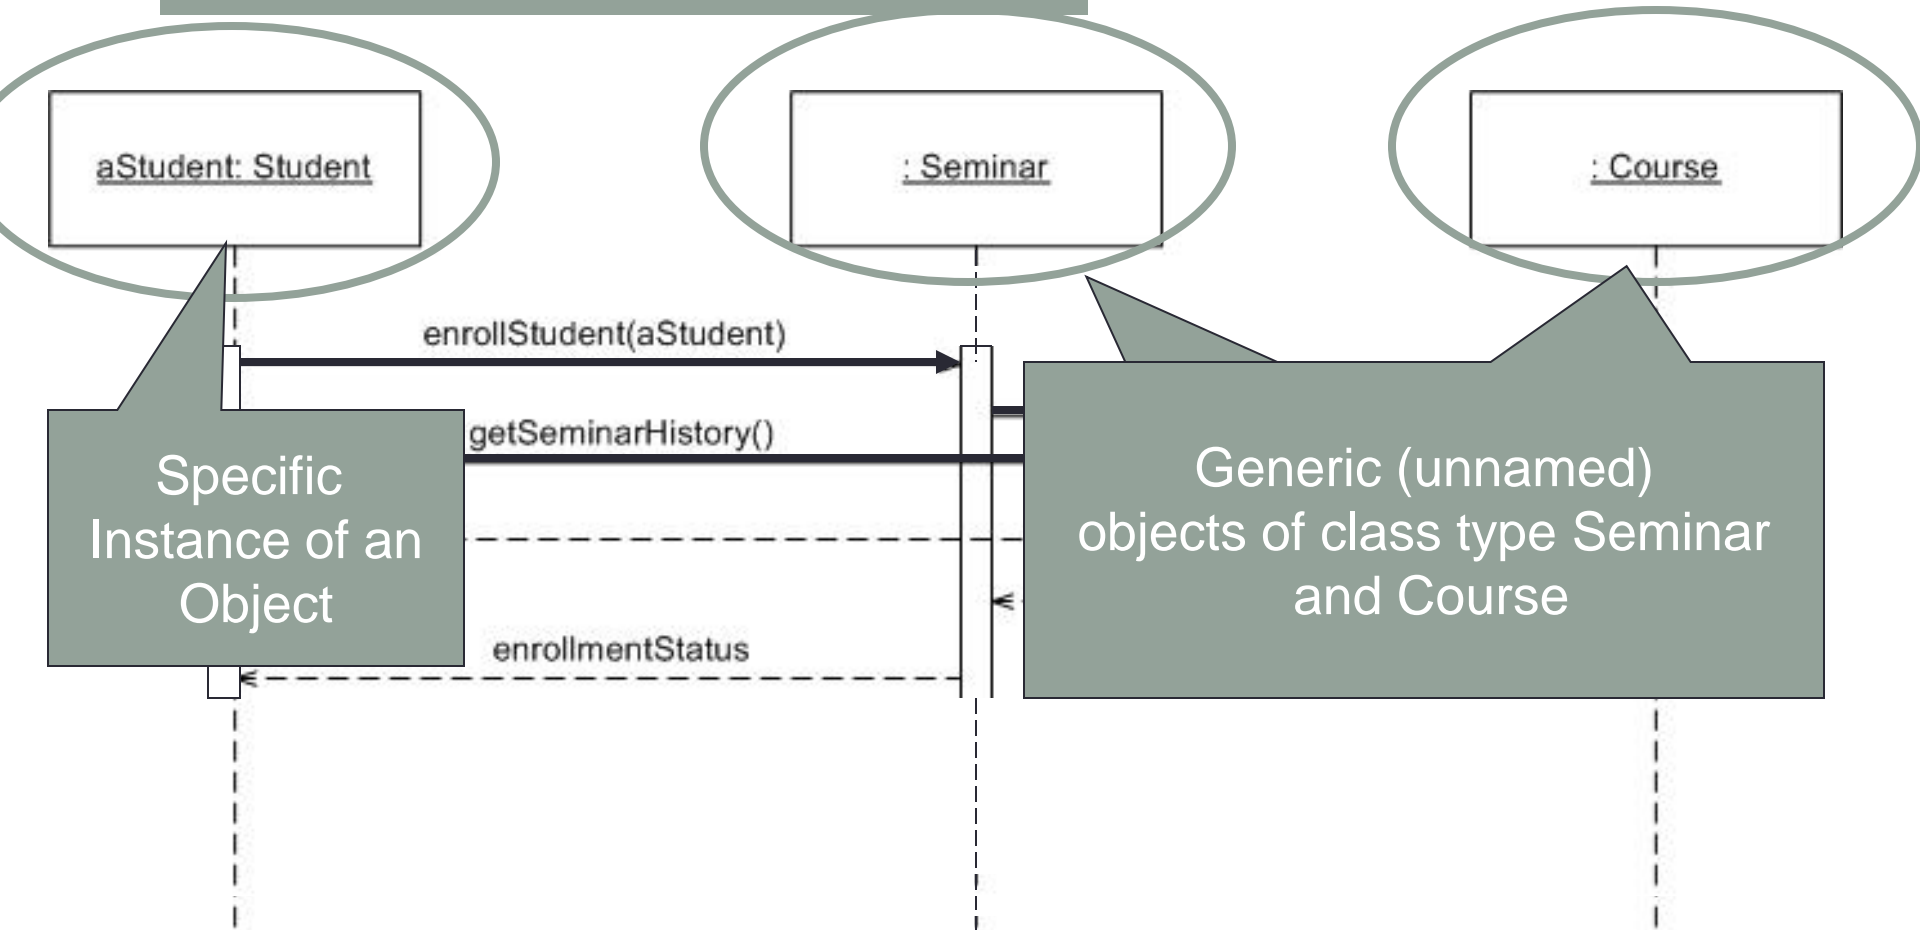 aStudent: Student
: Seminar
: Course
enrollStudent(aStudent)
getSeminarHistory()
Specific
Instance of an
Object
Generic (unnamed)
objects of class type Seminar
and Course
enrollmentStatus